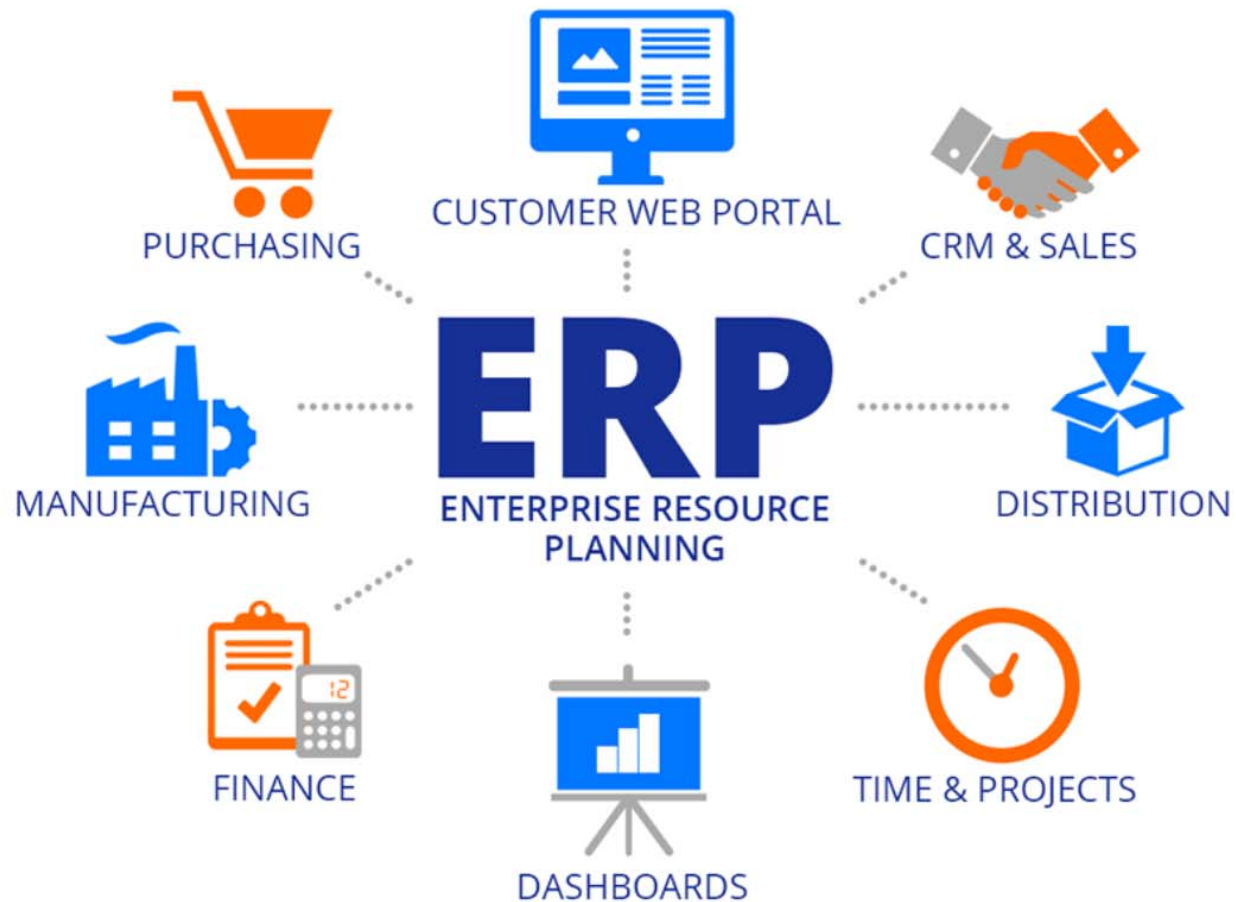 CUSTOMER WEB PORTAL
PURCHASING
CRM & SALES
ERP
ENTERPRISE RESOURCE
PLANNING
MANUFACTURING
DISTRIBUTION
12
FINANCE
TIME & PROJECTS
DASHBOARDS